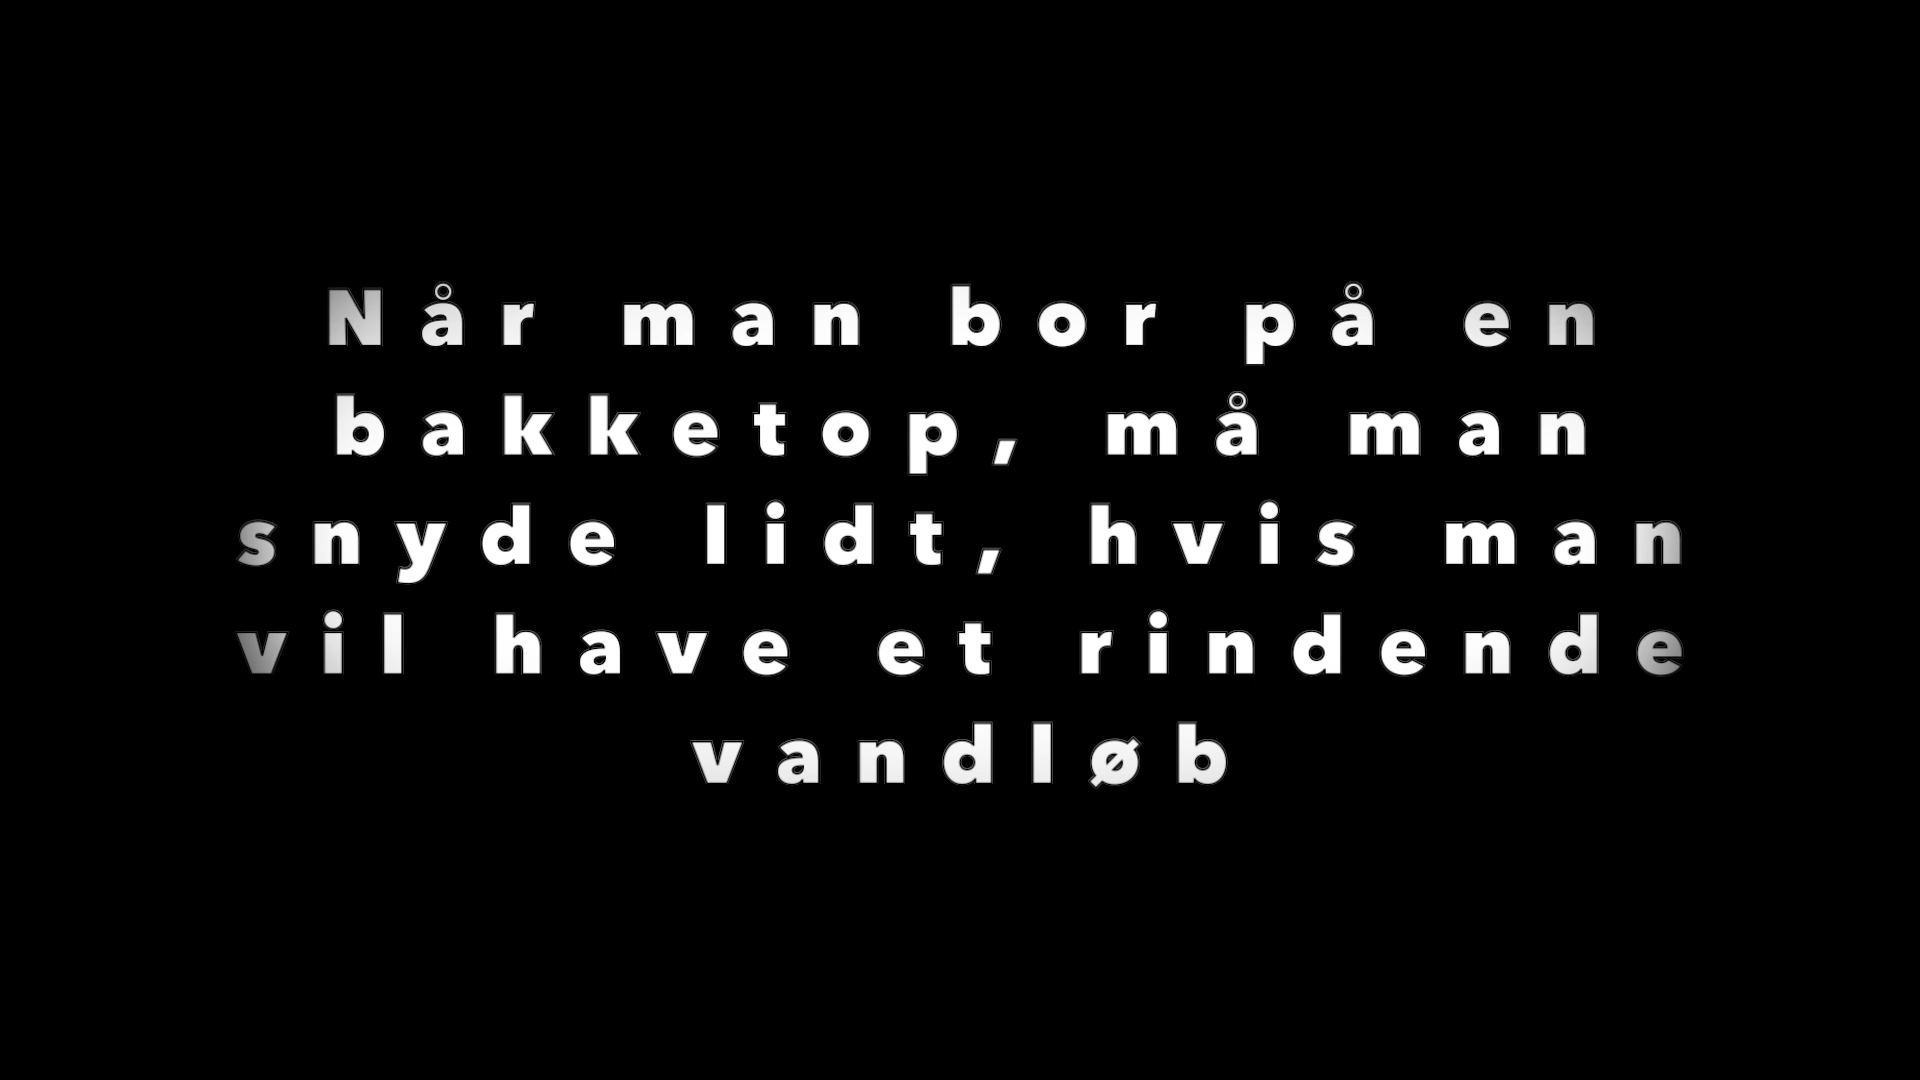 Når man bor på en
bakketop, må man
snyde lidt, hvis man
vil have et rindende
vandløb